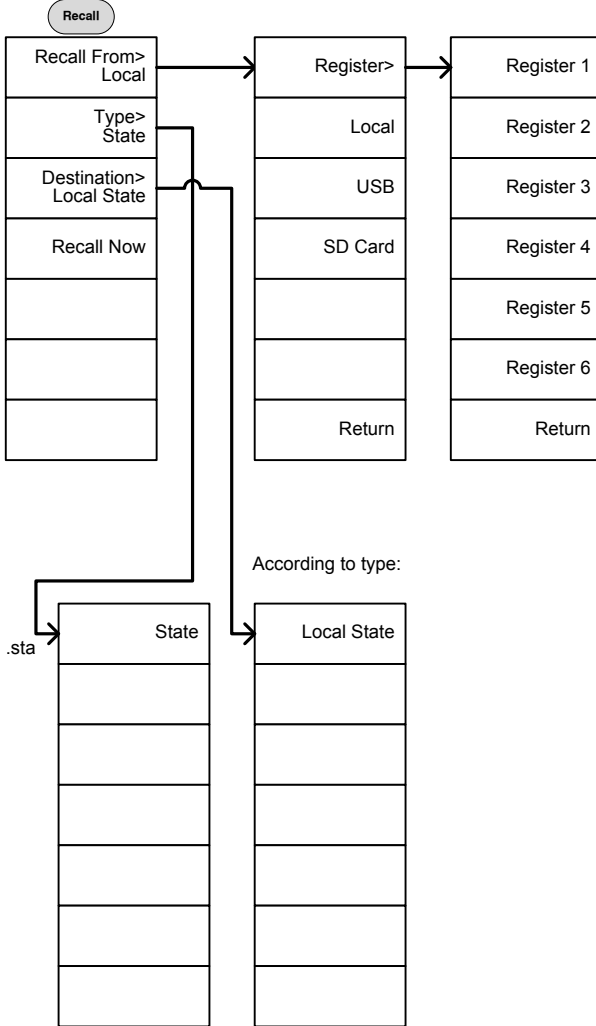 Recall
Recall From>
Local
Type>
State
Destination>
Local State
Recall Now
Register>
Local
USB
SD Card
Return
Register 1
Register 2
Register 3
Register 4
Register 5
Register 6
Return
According to type:
.sta
State
Local State